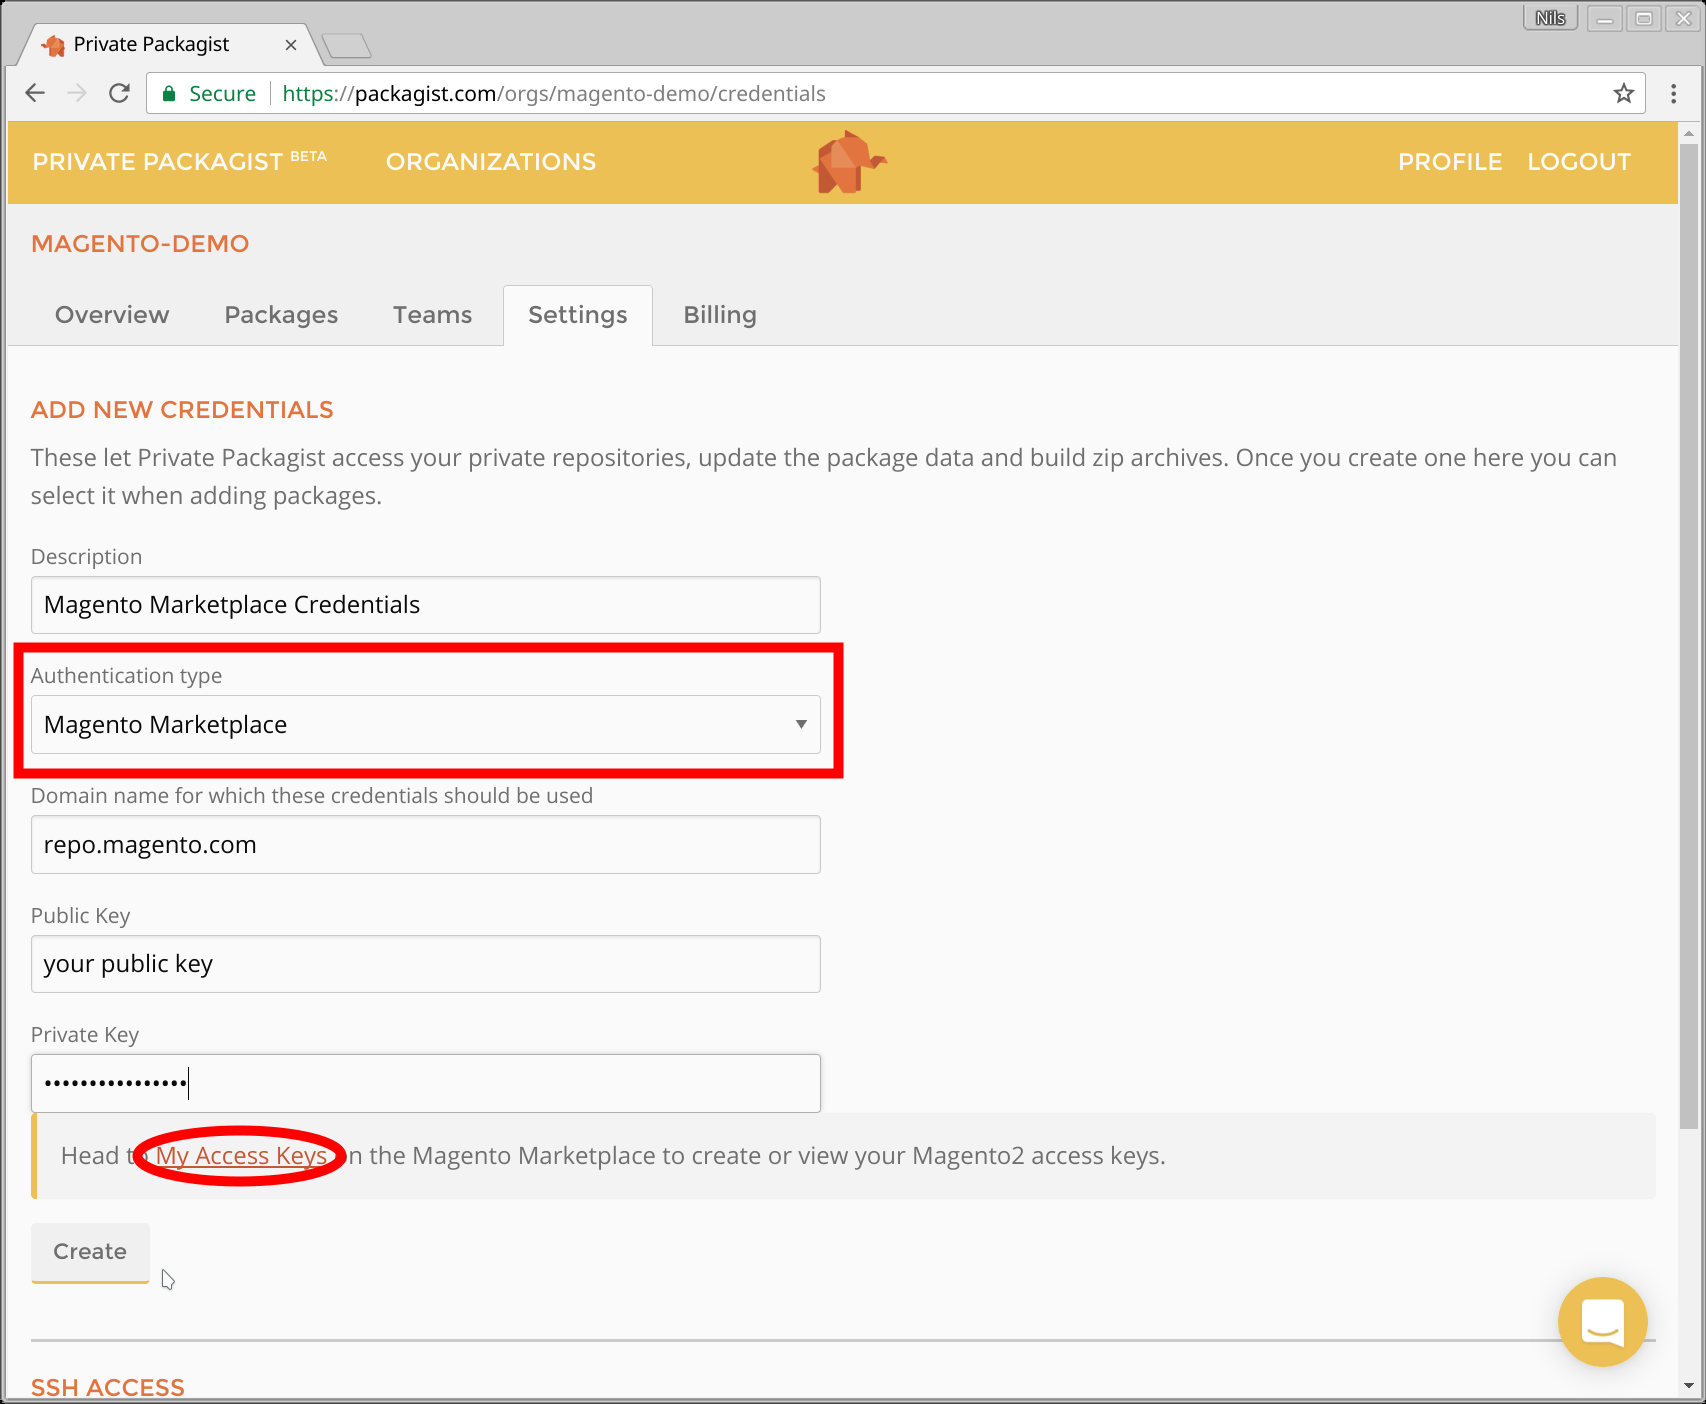 Nils
Private Packagist
Secure https://packagist.com/orgs/magento-demo/credentials
PRIVATE PACKAGIST BETA ORGANIZATIONS PROFILE LOGOUT
MAGENTO-DEMO
Overview Packages Teams Settings Billing
ADD NEW CREDENTIALS
These let Private Packagist access your private repositories, update the package data and build zip archives. Once you create one here you can
select it when adding packages.
Description
Magento Marketplace Credentials
Authentication type
Magento Marketplace
Domain name for which these credentials should be used
repo.magento.com
Public Key
your public key
Private Key
••••••••••••••••
Head to My Access Keys on the Magento Marketplace to create or view your Magento2 access keys.
Create
SSH ACCESS